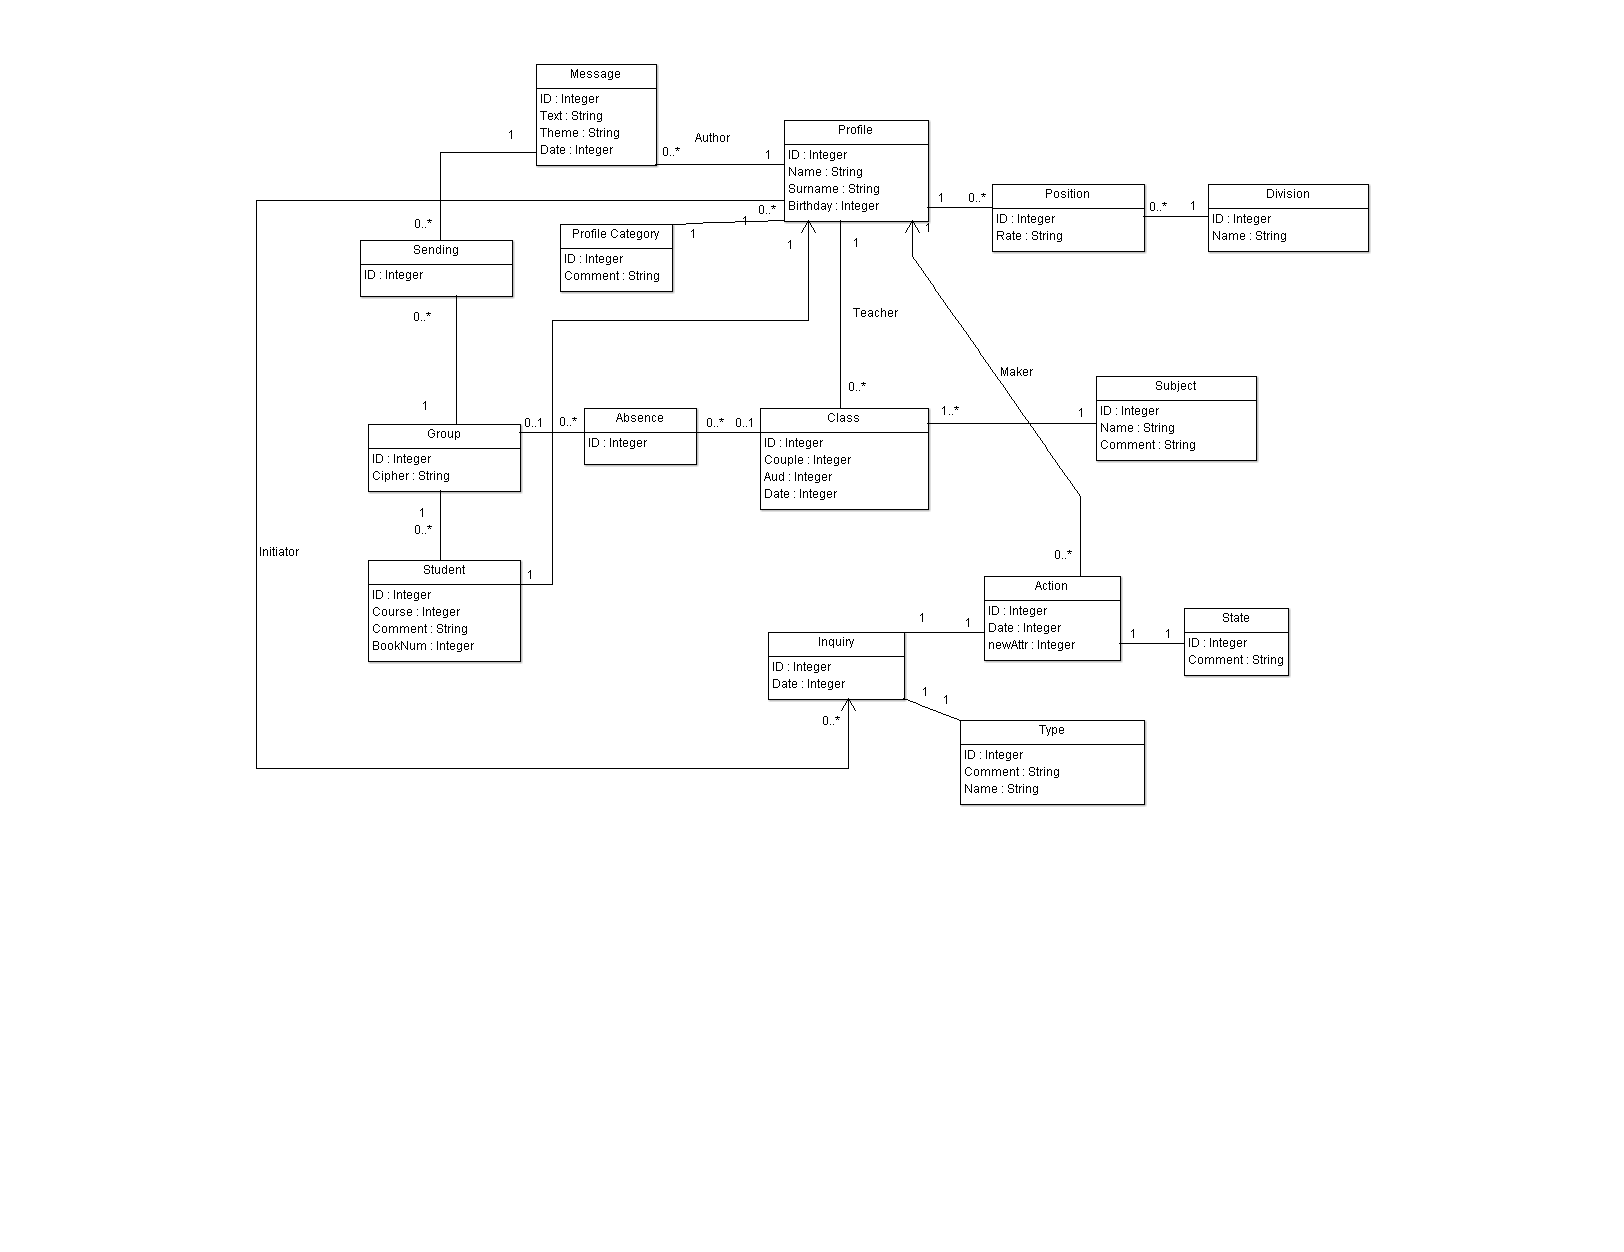 Message
ID : Integer
Text : String
Theme : String
Date : Integer
1
Author
0..*
1
Profile
ID : Integer
Name : String
Surname : String
Birthday : Integer
0..*
1
1
1
1
1
1
0..*
Position
ID : Integer
Rate : String
0..*
1
Division
ID : Integer
Name : String
Profile Category
ID : Integer
Comment : String
0..*
Sending
ID : Integer
0..*
1
Teacher
0..*
Maker
Subject
ID : Integer
Name : String
Comment : String
Group
ID : Integer
Cipher : String
0..1
0..*
Absence
ID : Integer
0..*
0..1
Class
ID : Integer
Couple : Integer
Aud : Integer
Date : Integer
1..*
1
1
0..*
Initiator
Student
ID : Integer
Course : Integer
Comment : String
BookNum : Integer
1
0..*
Action
ID : Integer
Date : Integer
newAttr : Integer
1
1
1
1
State
ID : Integer
Comment : String
Inquiry
ID : Integer
Date : Integer
0..*
1
1
Type
ID : Integer
Comment : String
Name : String